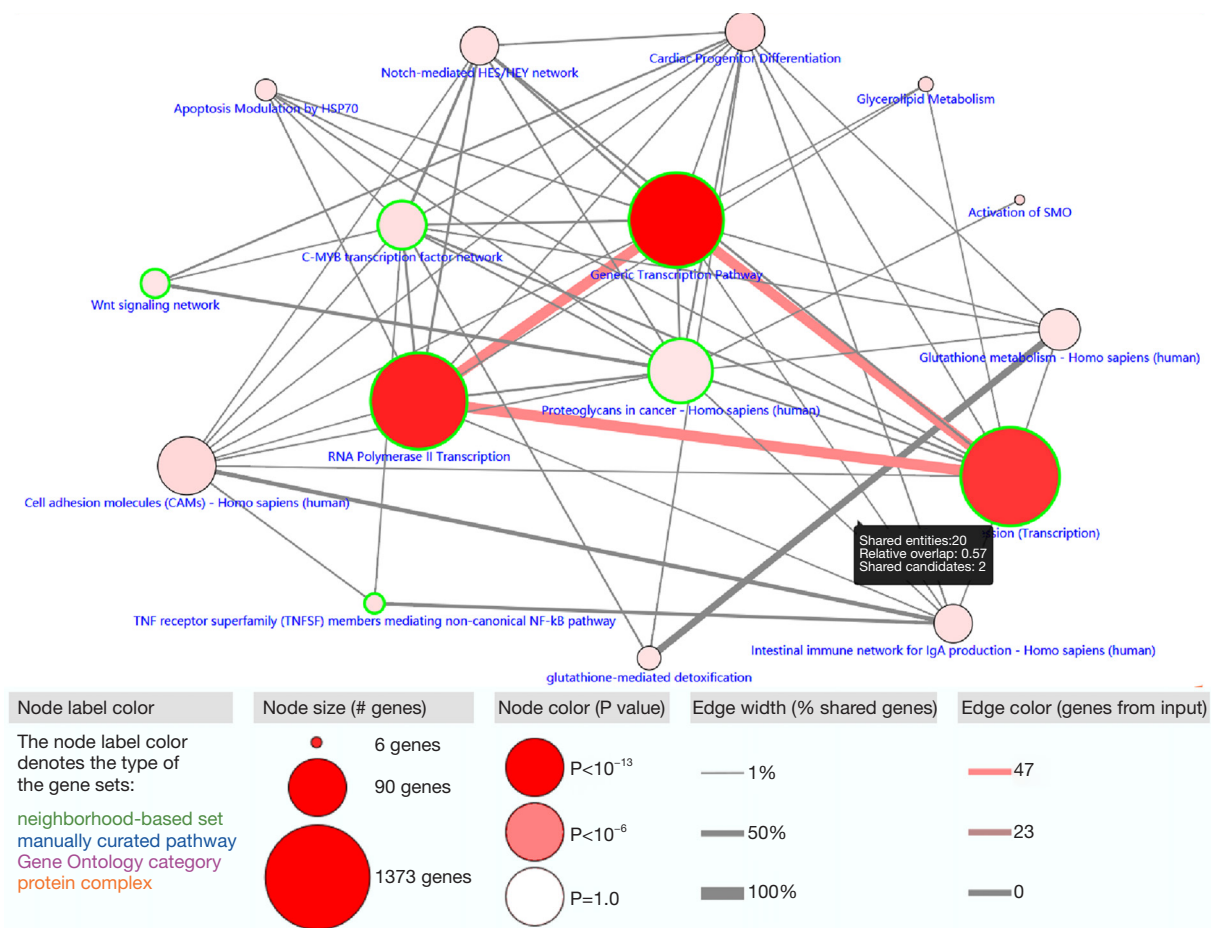 Notch-mediated HES/HEY network
Cardiac Progenitor Differentiation
Apoptosis Modulation by HSP70
Glycerolipid Metabolism
Activation of SMO
C-MYB transcription factor network
Generic Transcription Pathway
Wnt signaling network
Glutathione metabolism - Homo sapiens (human)
Proteoglycans in cancer - Homo sapiens (human)
RNA Polymerase II Transcription
Cell adhesion molecules (CAMs) - Homo sapiens (human)
(Transcription)
Shared entities:20
Relative overlap: 0.57
Shared candidates: 2
TNF receptor superfamily (TNFSF) members mediating non-canonical NF-kB pathway
Intestinal immune network for IgA production - Homo sapiens (human)
glutathione-mediated detoxification
Node label color
The node label color
denotes the type of
the gene sets:
neighborhood-based set
manually curated pathway
Gene Ontology category
protein complex
Node size (# genes)
6 genes
90 genes
1373 genes
Node color (P value)
P<10⁻¹³
P<10⁻⁶
P=1.0
Edge width (% shared genes)
1%
50%
100%
Edge color (genes from input)
47
23
0